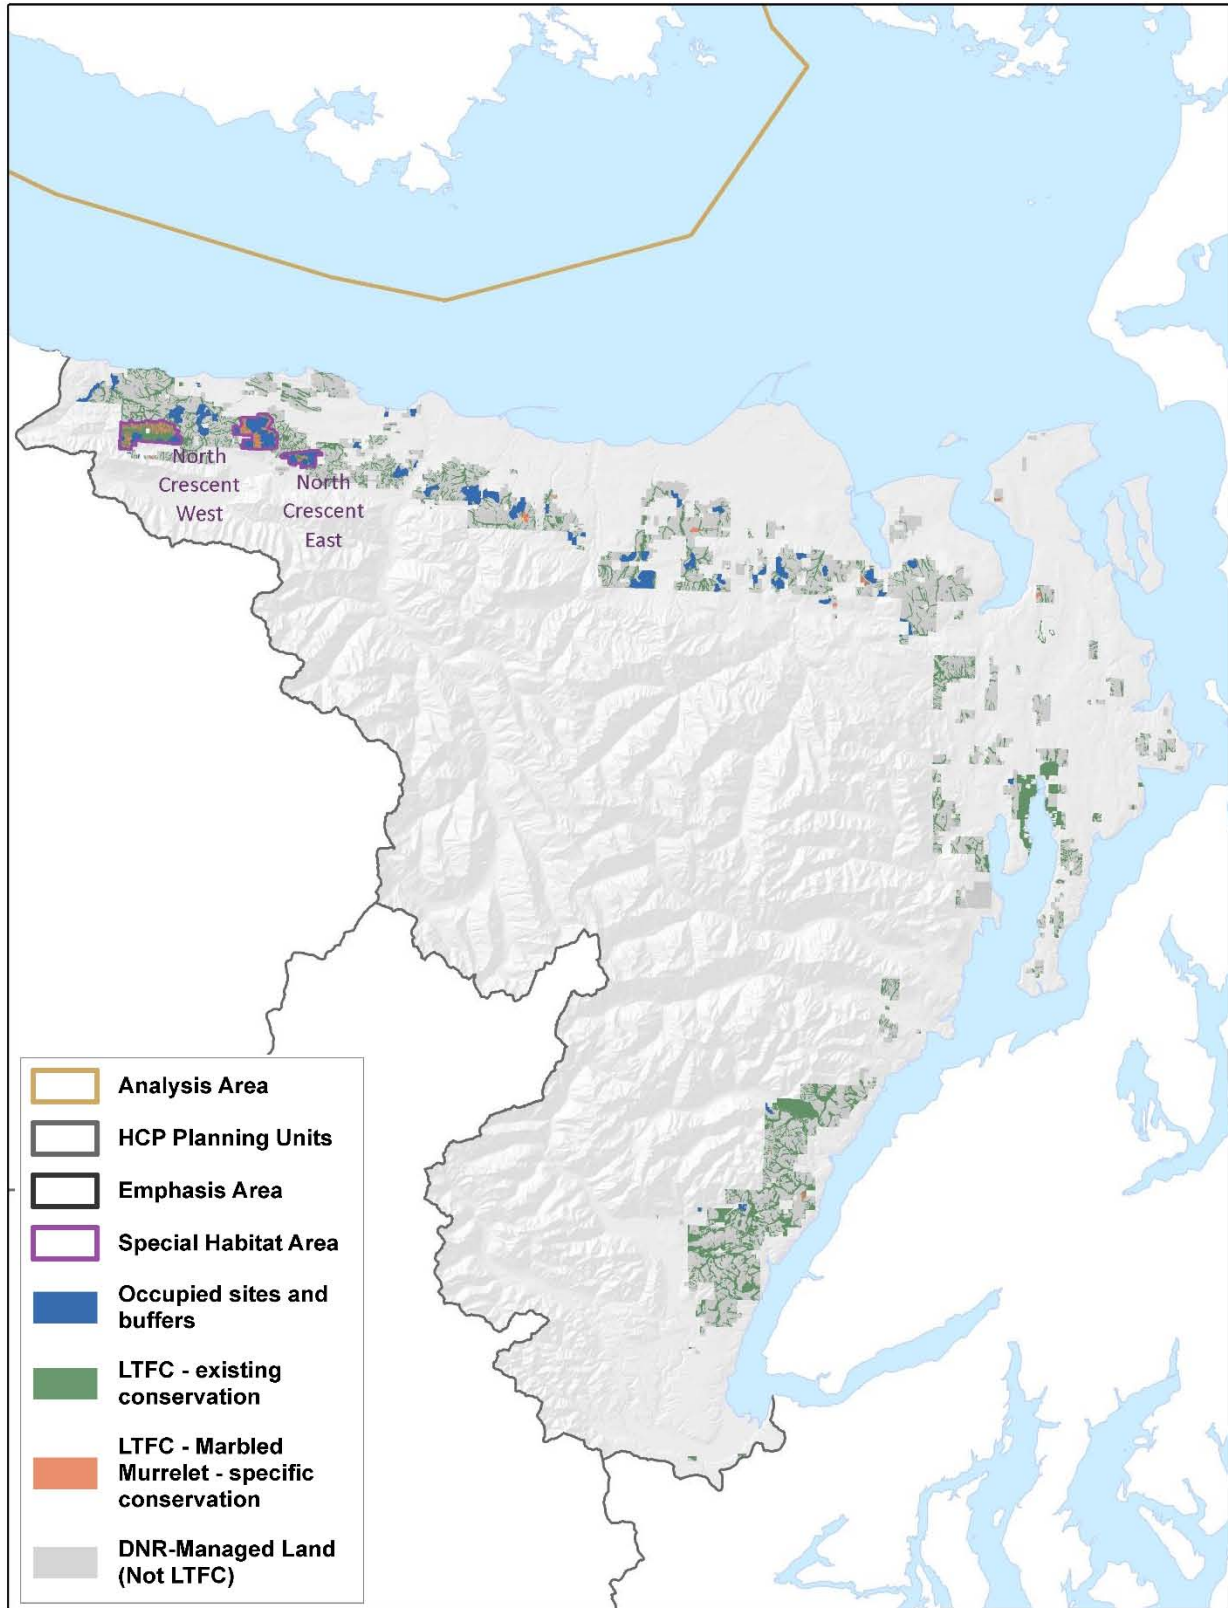 North
Crescent
West
North
Crescent
East
Analysis Area
HCP Planning Units
Emphasis Area
Special Habitat Area
Occupied sites and
buffers
LTFC - existing
conservation
LTFC - Marbled
Murrelet - specific
conservation
DNR-Managed Land
(Not LTFC)